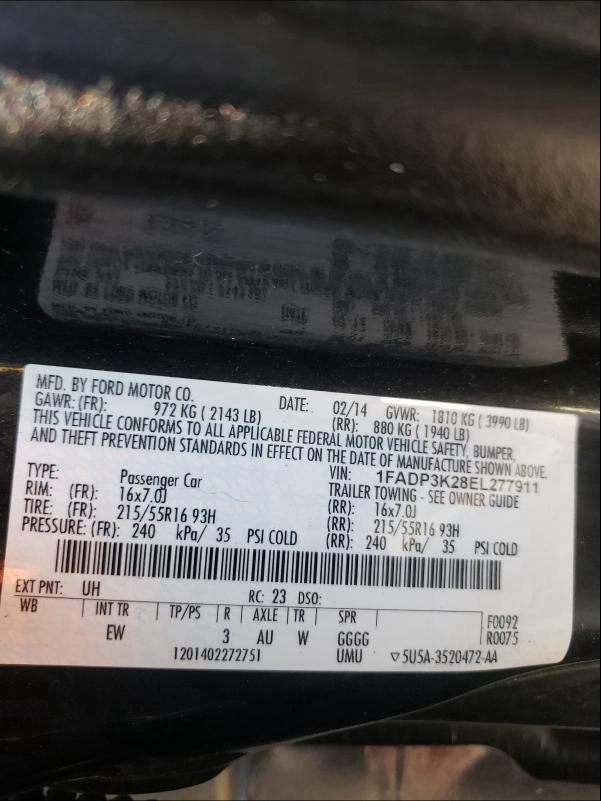 MFD. BY FORD MOTOR CO. DATE: 02/14 GVWR: 1810 KG ( 3990 LB)
GAWR: (FR): 972 KG ( 2143 LB) (RR): 880 KG ( 1940 LB)
THIS VEHICLE CONFORMS TO ALL APPLICABLE FEDERAL MOTOR VEHICLE SAFETY, BUMPER,
AND THEFT PREVENTION STANDARDS IN EFFECT ON THE DATE OF MANUFACTURE SHOWN ABOVE.
VIN: 1FADP3K28EL277911
TYPE: Passenger Car TRAILER TOWING - SEE OWNER GUIDE
RIM: (FR): 16x7.0J (RR): 16x7.0J
TIRE: (FR): 215/55R16 93H (RR): 215/55R16 93H
PRESSURE: (FR): 240 kPa/ 35 PSI COLD (RR): 240 kPa/ 35 PSI COLD
EXT PNT: UH RC: 23 DSO:
WB INT TR TP/PS R AXLE TR SPR F0092
EW 3 AU W GGGG R0075
1201402272751 UMU ▽5U5A-3520472-AA